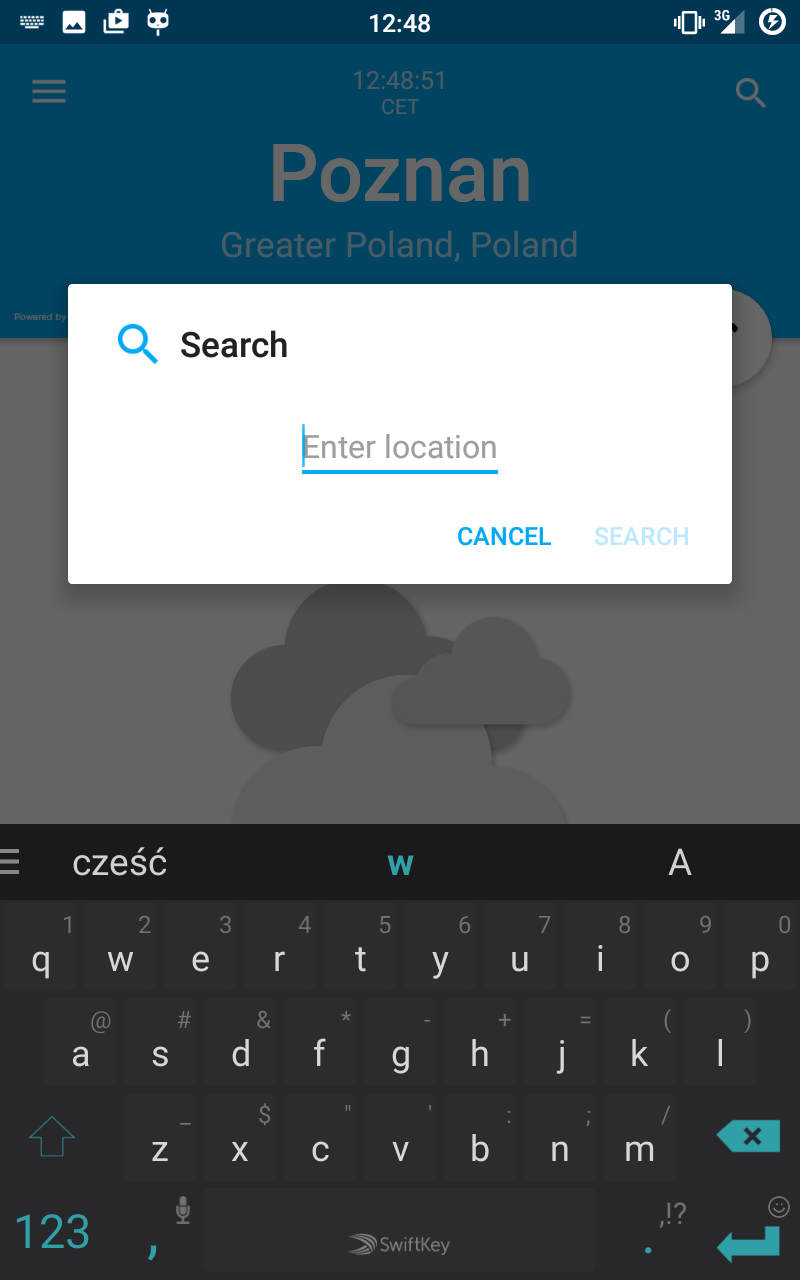 12:48
3G
12:48:51
CET
Poznan
Greater Poland, Poland
Powered by
Search
Enter location
CANCEL SEARCH
cześć w A
1 2 3 4 5 6 7 8 9 0
q w e r t y u i o p
@ # & * - + = ( )
a s d f g h j k l
_ $ " ' : ; /
z x c v b n m
123 , SwiftKey . ,!?